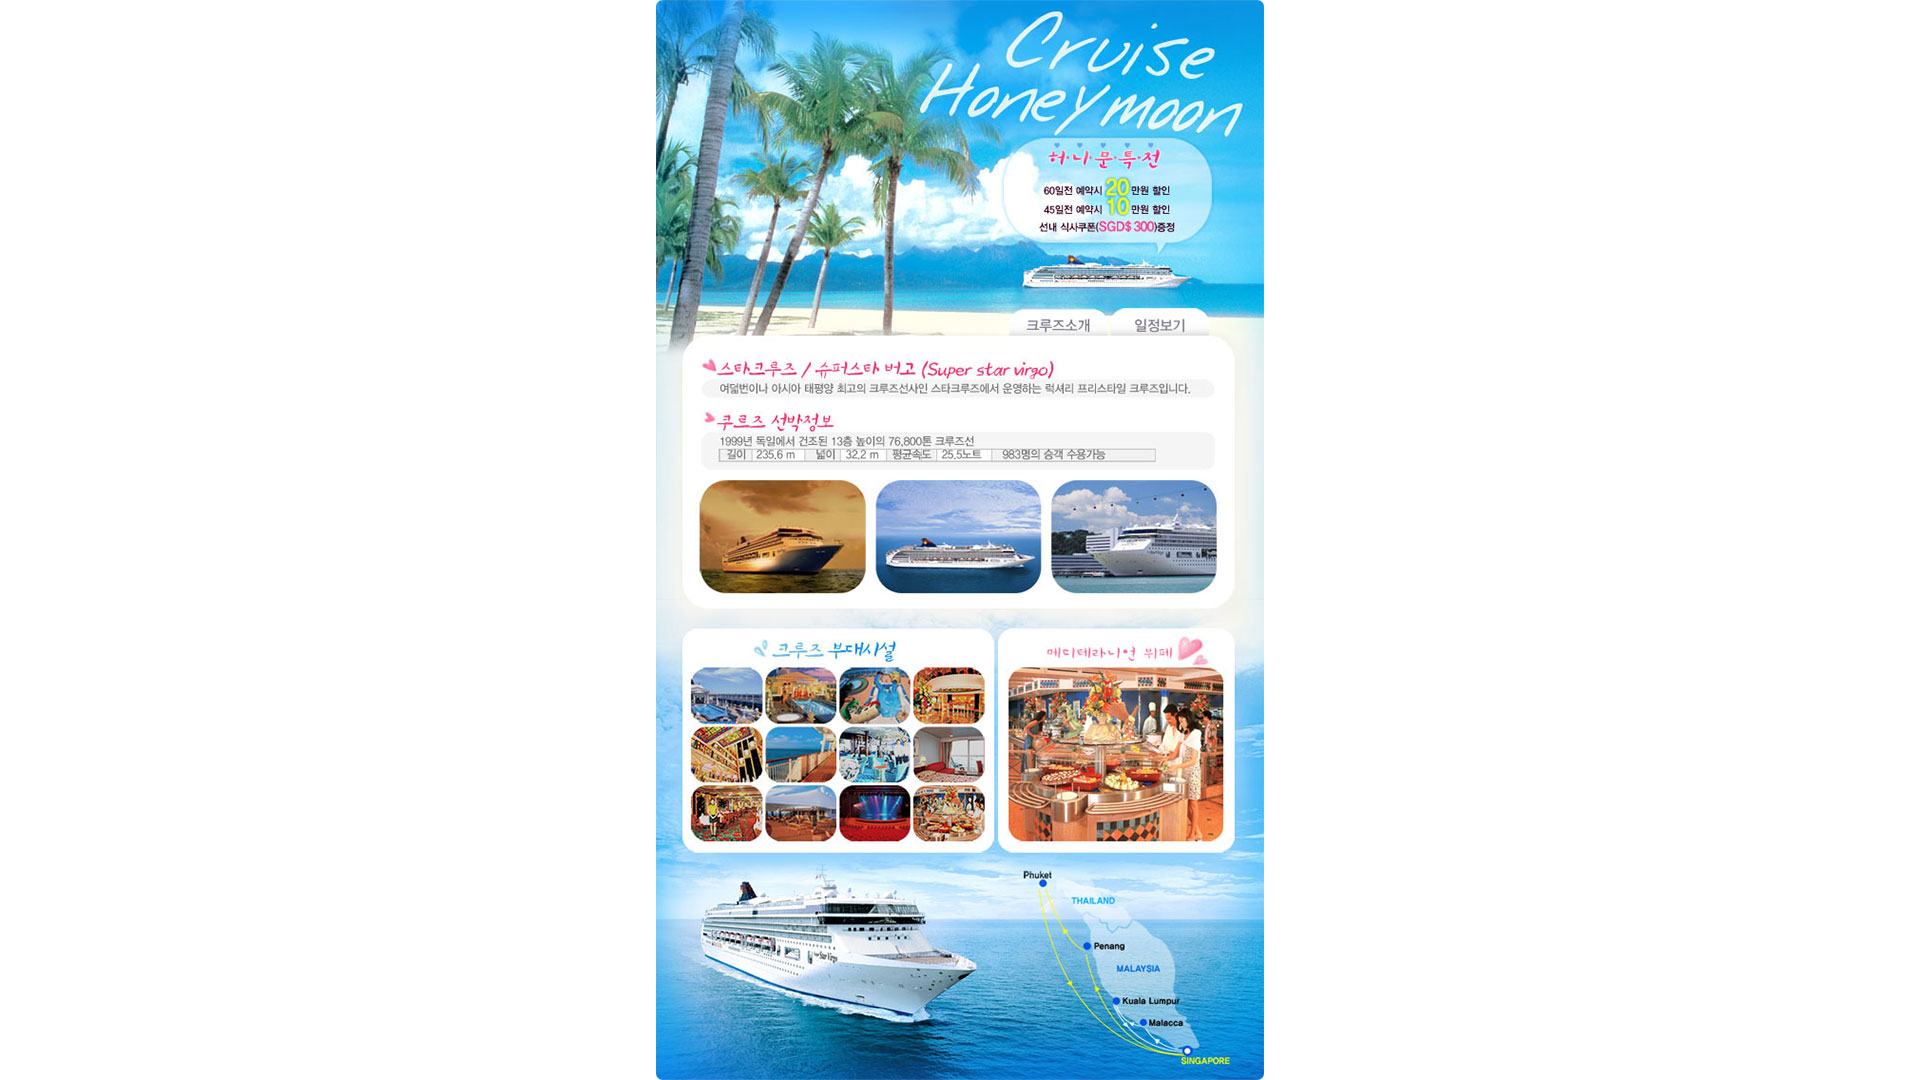 Cruise
Honeymoon
허·니·문·특·전
60일전 예약시 20만원 할인
45일전 예약시 10만원 할인
선내 식사쿠폰(SGD$ 300)증정
크루즈소개
일정보기
스타크루즈 / 슈퍼스타 버고 (Super star virgo)
여덟번이나 아시아 태평양 최고의 크루즈선사인 스타크루즈에서 운영하는 럭셔리 프리스타일 크루즈입니다.
쿠르즈 선박정보
1999년 독일에서 건조된 13층 높이의 76,800톤 크루즈선
길이 235,6 m 넓이 32,2 m 평균속도 25,5노트 983명의 승객 수용가능
크루즈 부대시설
메디테라니언 뷔페
Phuket
THAILAND
Penang
MALAYSIA
Kuala Lumpur
Malacca
SINGAPORE
Super Star Virgo